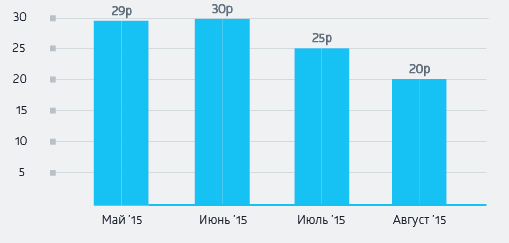 30
25
20
15
10
5
29р
30р
25р
20р
Май '15
Июнь '15
Июль '15
Август '15